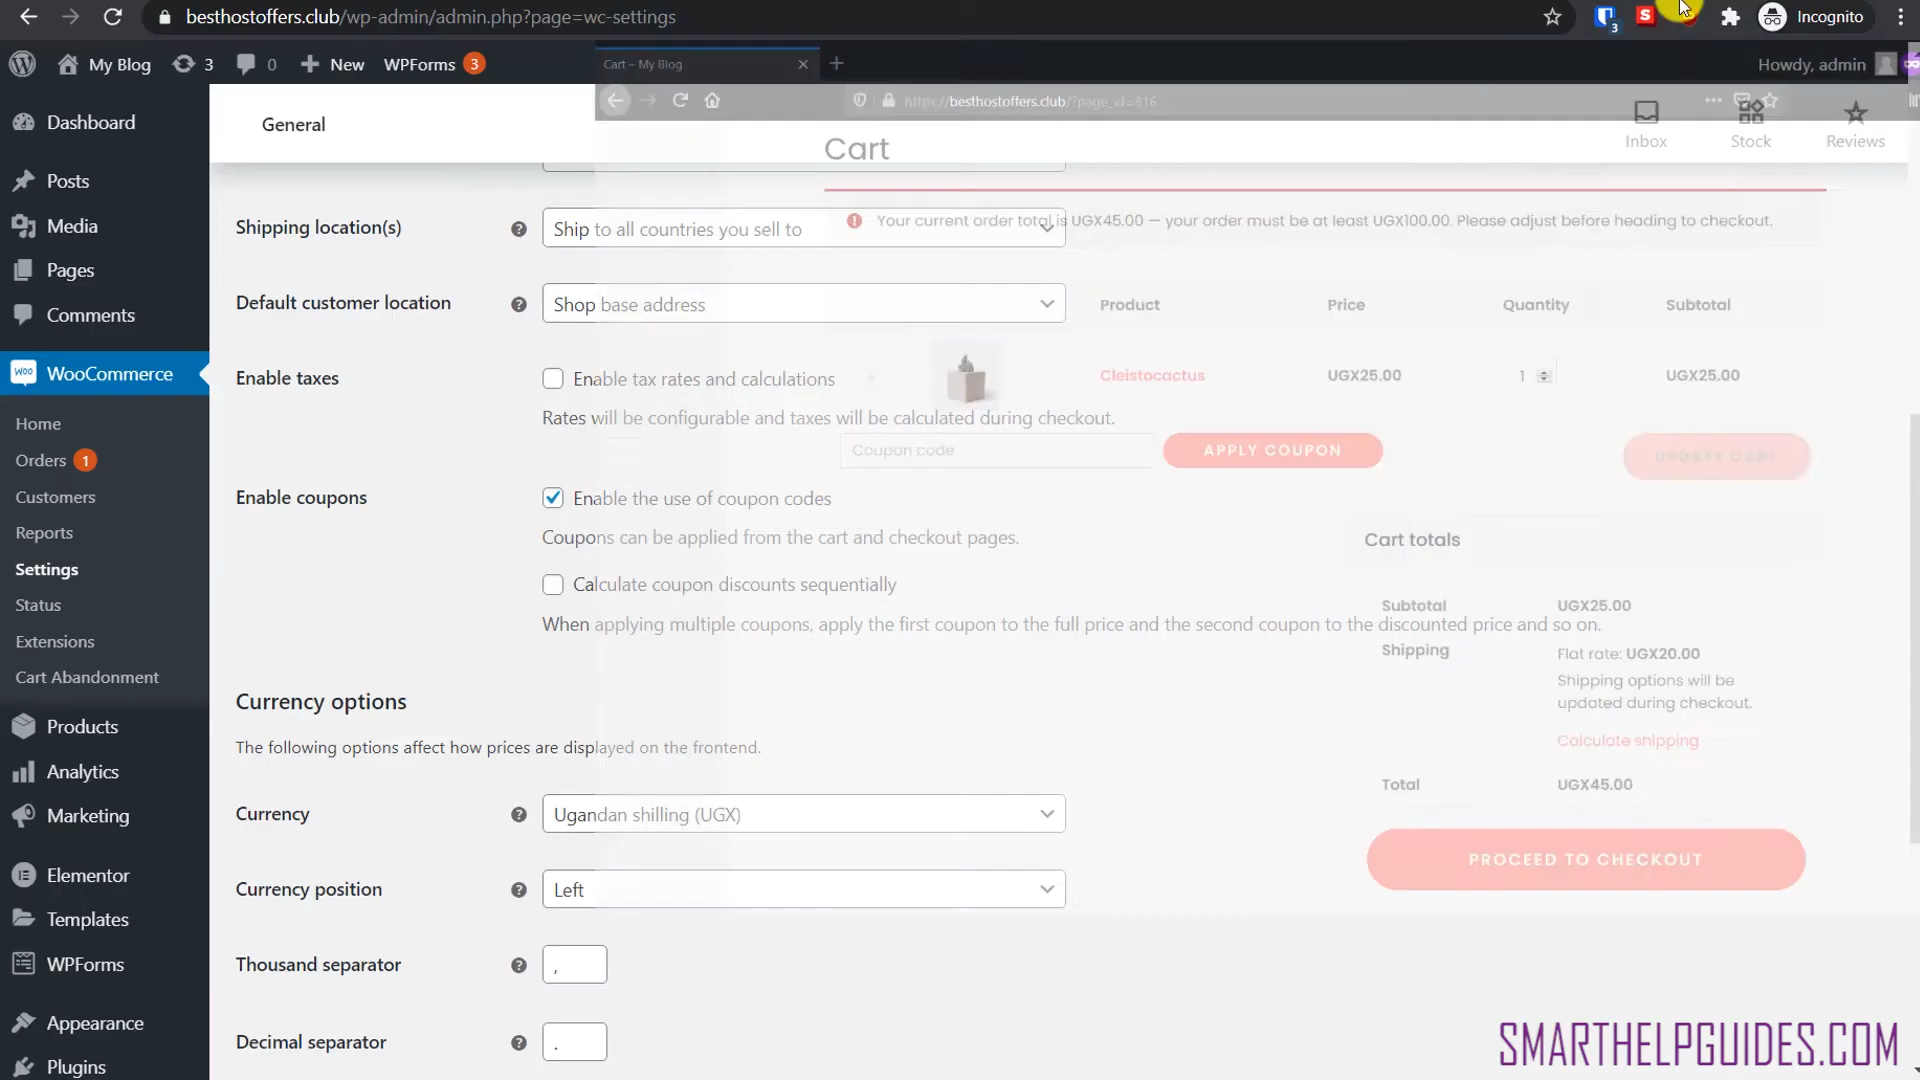 besthostoffers.club/wp-admin/admin.php?page=wc-settings
3
Incognito
My Blog
3
0
New
WPForms 3
Cart – My Blog
Howdy, admin
https://besthostoffers.club/?page_id=816
General
Inbox
Stock
Reviews
Cart
Your current order total is UGX45.00 — your order must be at least UGX100.00. Please adjust before heading to checkout.
Dashboard
Posts
Media
Pages
Comments
WooCommerce
Home
Orders 1
Customers
Reports
Settings
Status
Extensions
Cart Abandonment
Products
Analytics
Marketing
Elementor
Templates
WPForms
Appearance
Plugins
Shipping location(s)
Ship to all countries you sell to
Default customer location
Shop base address
Enable taxes
Enable tax rates and calculations
Rates will be configurable and taxes will be calculated during checkout.
Enable coupons
Enable the use of coupon codes
Coupons can be applied from the cart and checkout pages.
Calculate coupon discounts sequentially
When applying multiple coupons, apply the first coupon to the full price and the second coupon to the discounted price and so on.
Currency options
The following options affect how prices are displayed on the frontend.
Currency
Ugandan shilling (UGX)
Currency position
Left
Thousand separator
,
Decimal separator
.
Product Price Quantity Subtotal
Cleistocactus UGX25.00 1 UGX25.00
Coupon code
APPLY COUPON
UPDATE CART
Cart totals
Subtotal UGX25.00
Shipping
Flat rate: UGX20.00
Shipping options will be
updated during checkout.
Calculate shipping
Total UGX45.00
PROCEED TO CHECKOUT
SMARTHELPGUIDES.COM